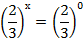 (2/3)ˣ = (2/3)⁰